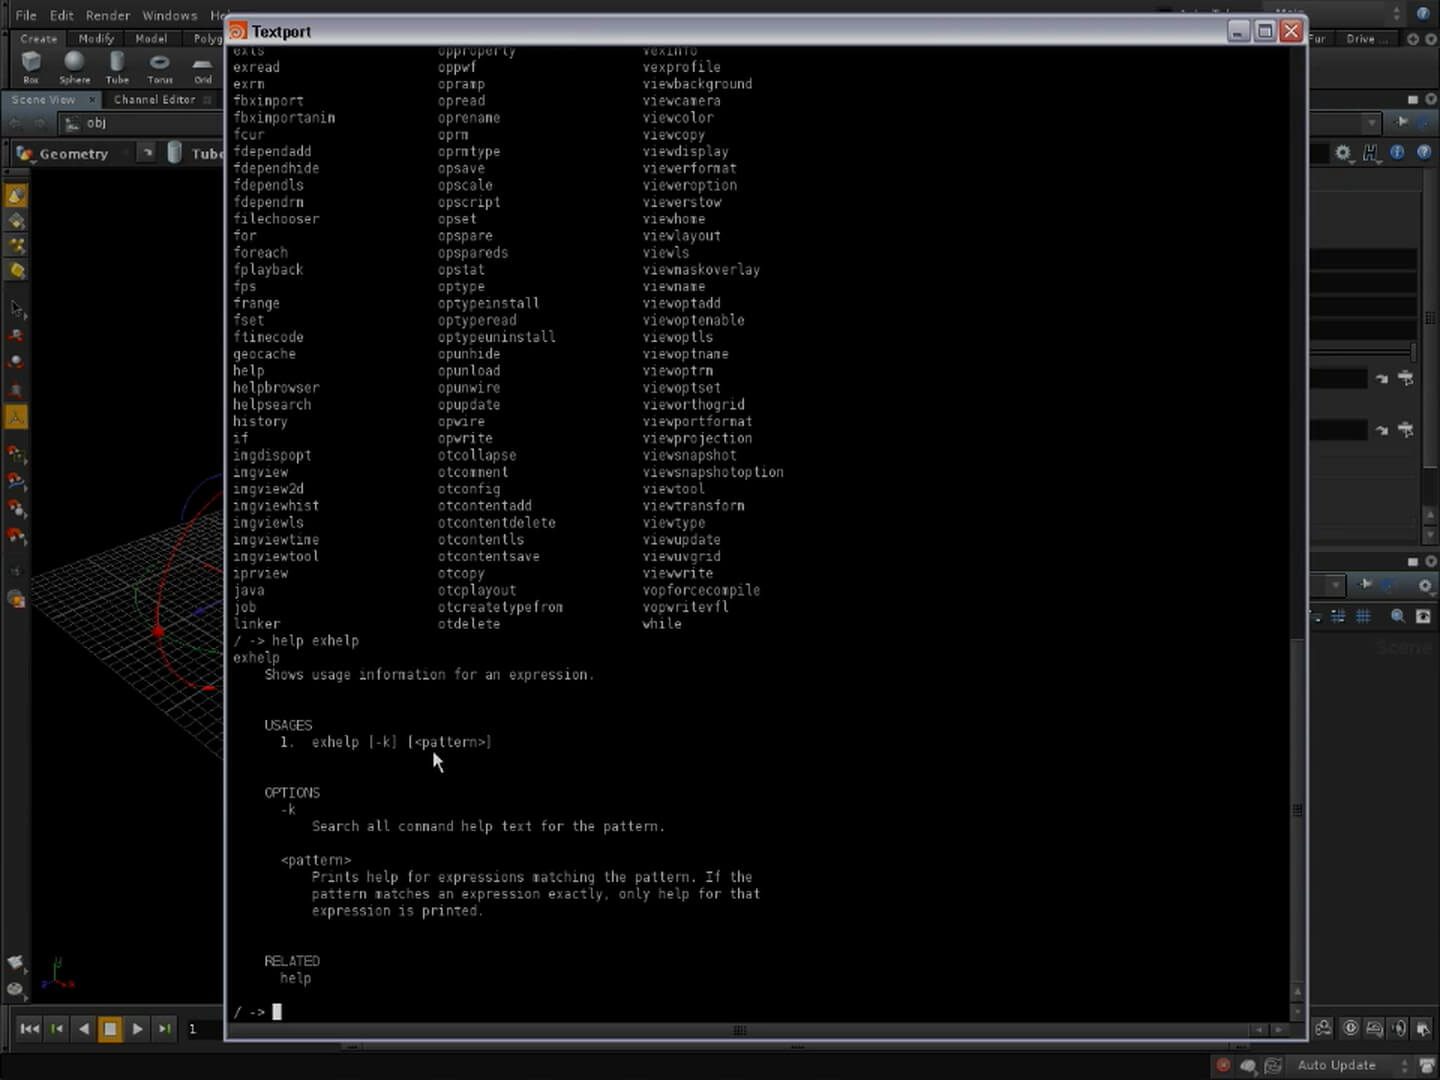 File Edit Render Windows
Textport
Create Modify Model
Drive ...
Box Sphere Tube Torus Grid
Scene View Channel Editor
obj
Geometry
exls opproperty vexinfo
exread oppwf vexprofile
exrm opramp viewbackground
fbximport opread viewcamera
fbximportanim oprename viewcolor
fcur oprm viewcopy
fdependadd oprmtype viewdisplay
fdependhide opsave viewerformat
fdependls opscale vieweroption
fdependrm opscript viewerstow
filechooser opset viewhome
for opspare viewlayout
foreach opspareds viewls
fplayback opstat viewmaskoverlay
fps optype viewname
frange optypeinstall viewoptadd
fset optyperead viewoptenable
ftimecode optypeuninstall viewoptls
geocache opunhide viewoptname
help opunload viewoptrm
helpbrowser opunwire viewoptset
helpsearch opupdate vieworthogrid
history opwire viewportformat
if opwrite viewprojection
imgdispopt otcollapse viewsnapshot
imgview otcomment viewsnapshotoption
imgview2d otconfig viewtool
imgviewhist otcontentadd viewtransform
imgviewls otcontentdelete viewtype
imgviewtime otcontentls viewupdate
imgviewtool otcontentsave viewuvgrid
iprview otcopy viewwrite
java otcplayout vopforcecompile
job otcreatetypefrom vopwritevfl
linker otdelete while
/ -> help exhelp
exhelp
Shows usage information for an expression.
USAGES
1. exhelp [-k] [<pattern>]
OPTIONS
-k
Search all command help text for the pattern.
<pattern>
Prints help for expressions matching the pattern. If the
pattern matches an expression exactly, only help for that
expression is printed.
RELATED
help
/ ->
Scene
1
Auto Update